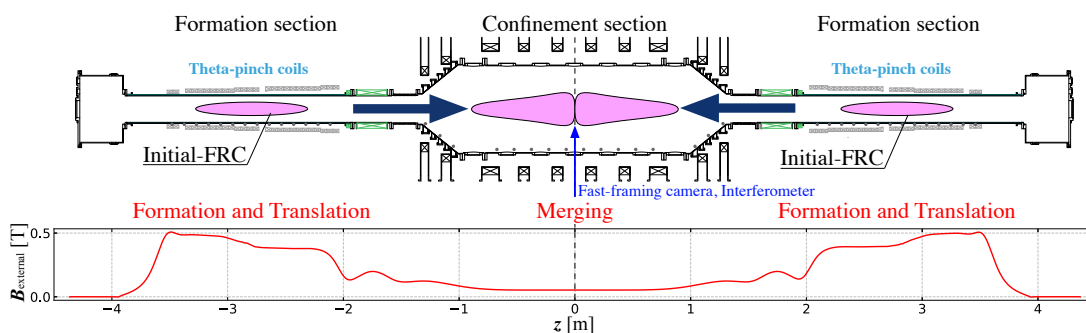 Formation section
Confinement section
Formation section
Theta-pinch coils
Theta-pinch coils
Initial-FRC
Initial-FRC
Fast-framing camera, Interferometer
Formation and Translation
Merging
Formation and Translation
B_external [T]
0.5
0.0
−4
−3
−2
−1
0
1
2
3
4
z [m]